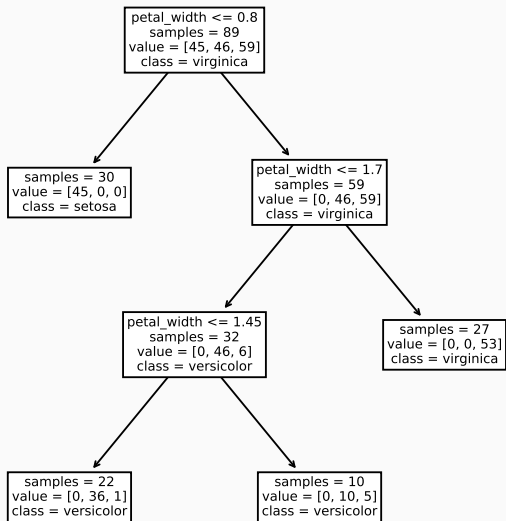 petal_width <= 0.8
samples = 89
value = [45, 46, 59]
class = virginica
samples = 30
value = [45, 0, 0]
class = setosa
petal_width <= 1.7
samples = 59
value = [0, 46, 59]
class = virginica
petal_width <= 1.45
samples = 32
value = [0, 46, 6]
class = versicolor
samples = 27
value = [0, 0, 53]
class = virginica
samples = 22
value = [0, 36, 1]
class = versicolor
samples = 10
value = [0, 10, 5]
class = versicolor